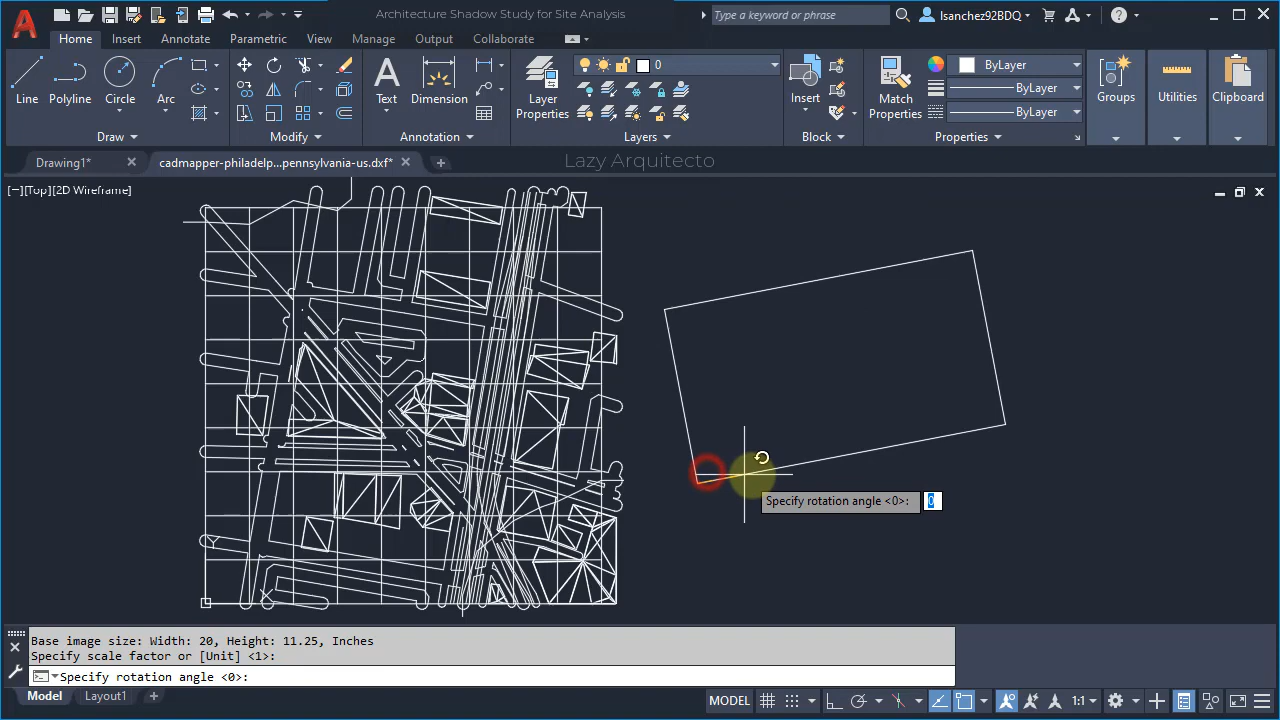 Architecture Shadow Study for Site Analysis
Type a keyword or phrase
lsanchez92BDQ
Home Insert Annotate Parametric View Manage Output Collaborate
Line Polyline Circle Arc
Draw
Modify
Text Dimension
Annotation
Layer Properties
0
Layers
Insert
Block
Match Properties
ByLayer
ByLayer
ByLayer
Properties
Groups
Utilities
Clipboard
Drawing1*
cadmapper-philadelp...pennsylvania-us.dxf*
Lazy Arquitecto
[−][Top][2D Wireframe]
Specify rotation angle <0>: 0
Base image size: Width: 20, Height: 11.25, Inches
Specify scale factor or [Unit] <1>:
Specify rotation angle <0>:
Model Layout1
MODEL
1:1